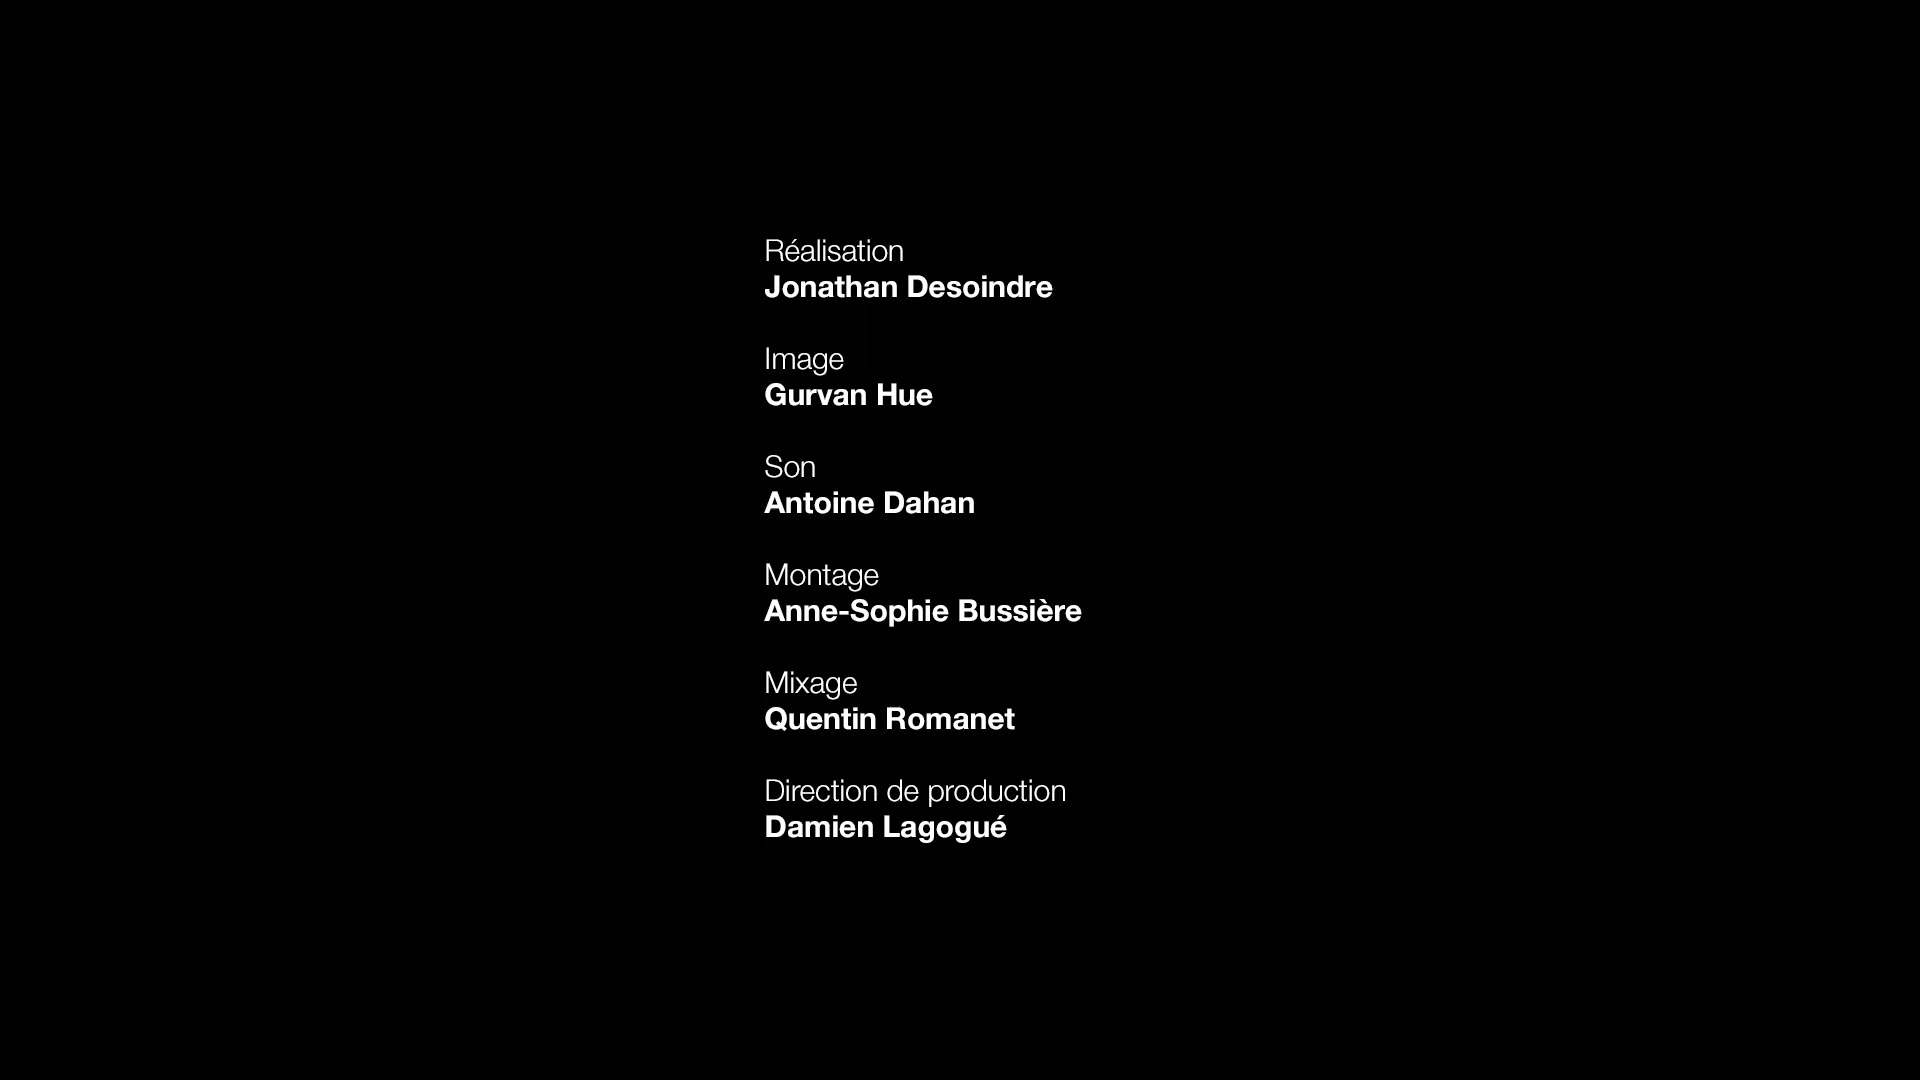 Réalisation
Jonathan Desoindre
Image
Gurvan Hue
Son
Antoine Dahan
Montage
Anne-Sophie Bussière
Mixage
Quentin Romanet
Direction de production
Damien Lagogué